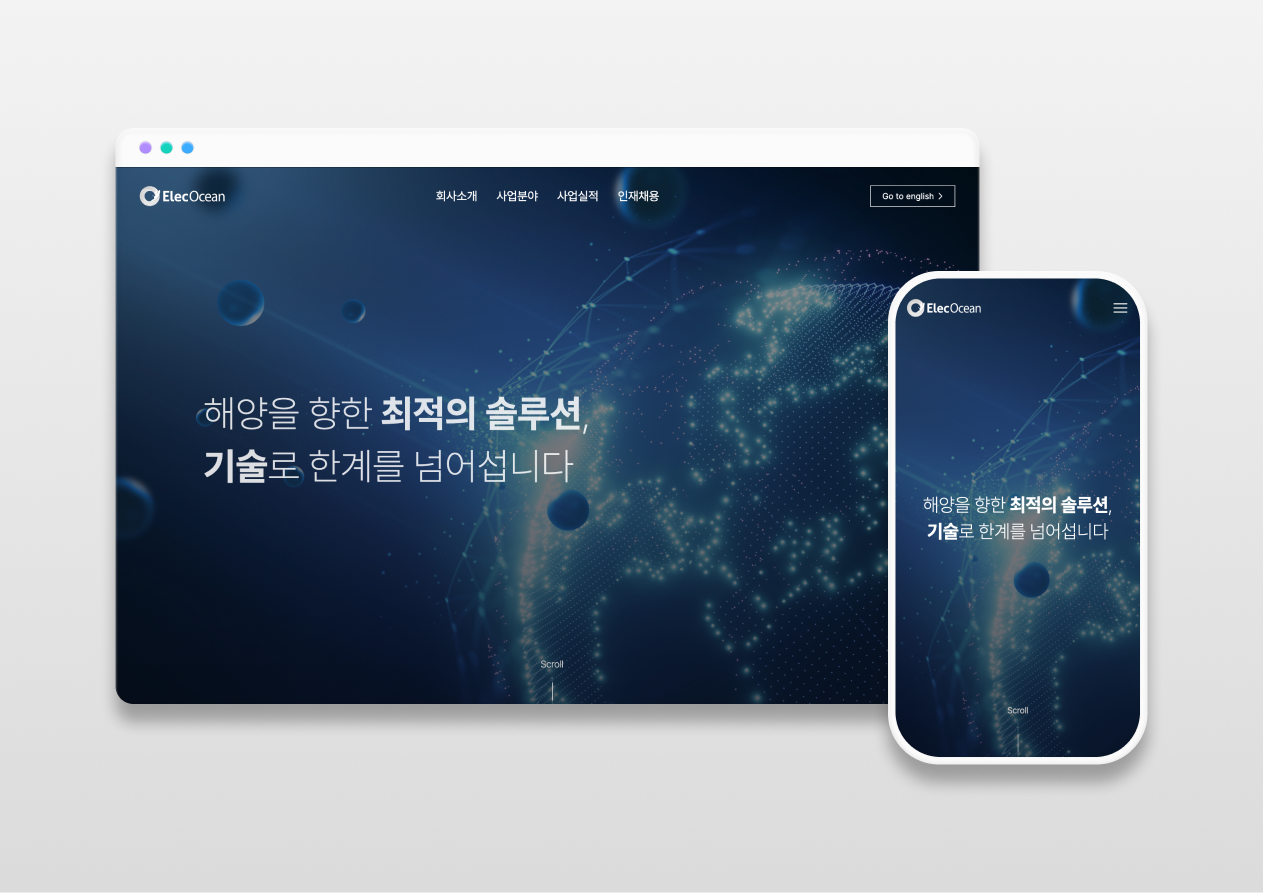 ElecOcean
회사소개 사업분야 사업실적 인재채용
Go to english
해양을 향한 최적의 솔루션,
기술로 한계를 넘어섭니다
Scroll
ElecOcean
해양을 향한 최적의 솔루션,
기술로 한계를 넘어섭니다
Scroll